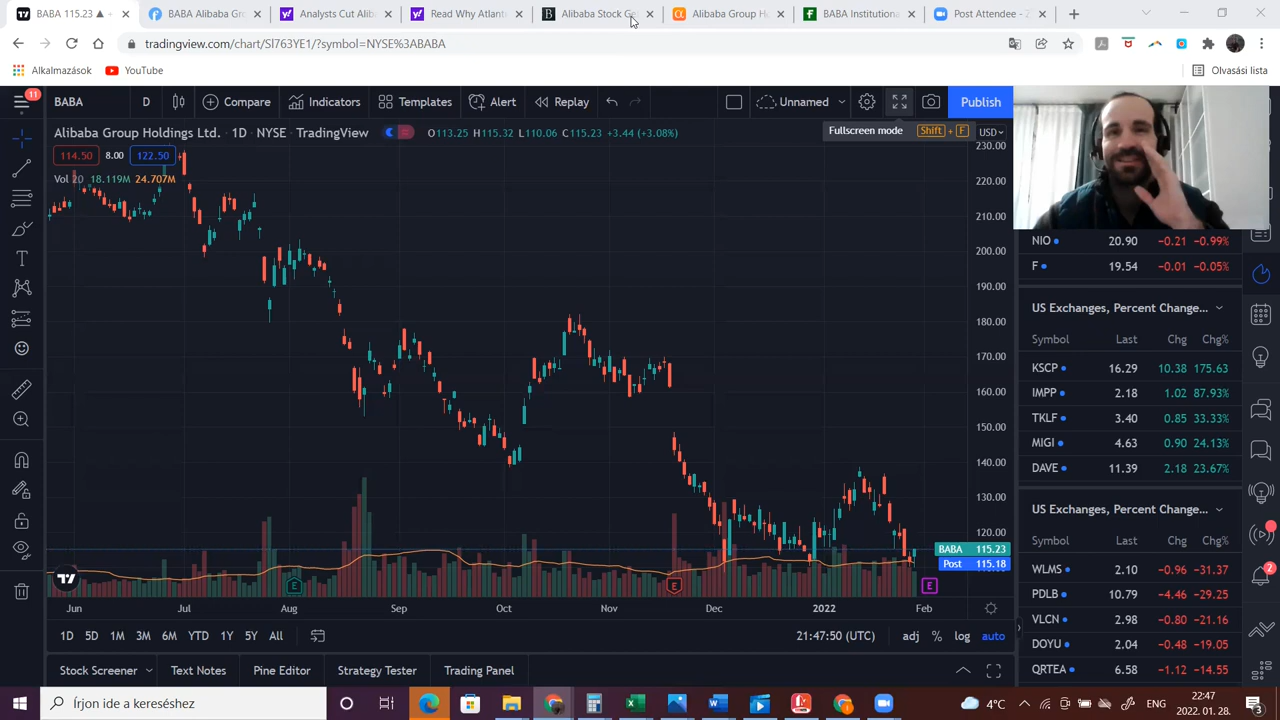 BABA 115.23 ▲ +
BABA Alibaba Gr
Analysts Cut Alib
Read Why Atlant
Alibaba Stock G
Alibaba Group H
BABA Institutiona
Post Attendee - Z
tradingview.com/chart/Sl763YE1/?symbol=NYSE%3ABABA
Alkalmazások
YouTube
Olvasási lista
11
BABA
D
Compare
Indicators
Templates
Alert
Replay
Unnamed
Publish
Fullscreen mode Shift + F
USD
Alibaba Group Holdings Ltd. • 1D • NYSE • TradingView
O113.25 H115.32 L110.06 C115.23 +3.44 (+3.08%)
114.50 8.00 122.50
Vol 20 18.119M 24.707M
230.00
220.00
210.00
200.00
190.00
180.00
170.00
160.00
150.00
140.00
130.00
120.00
BABA 115.23
Post 115.18
E
E
E
Jun Jul Aug Sep Oct Nov Dec 2022 Feb
1D 5D 1M 3M 6M YTD 1Y 5Y All
21:47:50 (UTC)
adj % log auto
Stock Screener
Text Notes
Pine Editor
Strategy Tester
Trading Panel
NIO 20.90 −0.21 −0.99%
F 19.54 −0.01 −0.05%
US Exchanges, Percent Change...
Symbol Last Chg Chg%
KSCP 16.29 10.38 175.63
IMPP 2.18 1.02 87.93%
TKLF 3.40 0.85 33.33%
MIGI 4.63 0.90 24.13%
DAVE 11.39 2.18 23.67%
US Exchanges, Percent Change...
Symbol Last Chg Chg%
WLMS 2.10 −0.96 −31.37
PDLB 10.79 −4.46 −29.25
VLCN 2.98 −0.80 −21.16
DOYU 2.04 −0.48 −19.05
QRTEA 6.58 −1.12 −14.55
2
Írjon ide a kereséshez
4°C
22:47
2022. 01. 28.
3